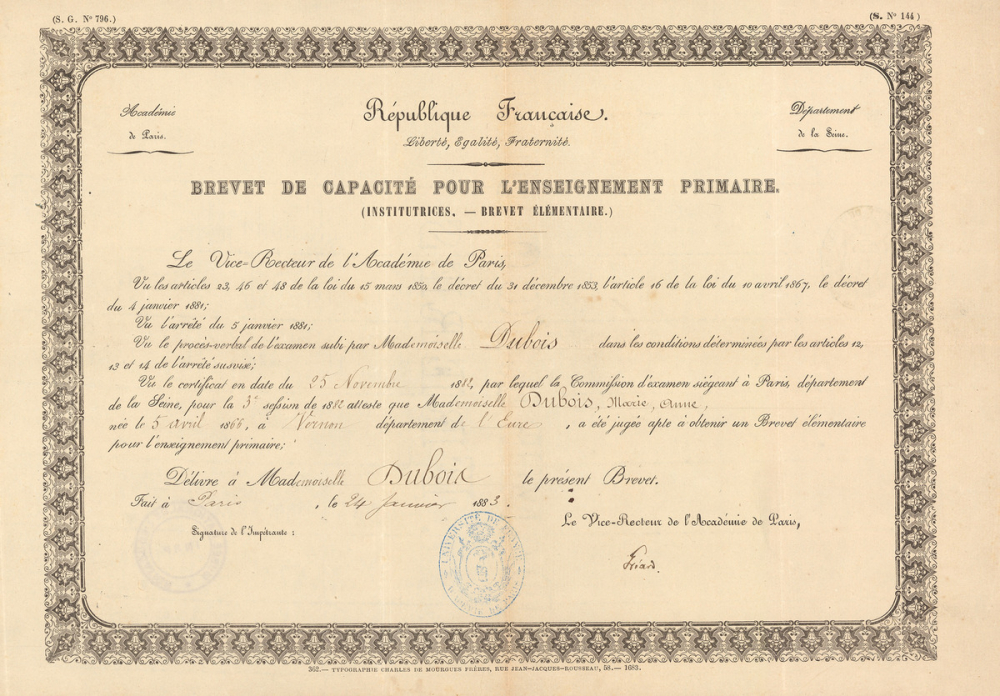 (S. G. Nº 796.)
(S. Nº 144)
Académie
de Paris.
République Française.
Liberté, Egalité, Fraternité.
Département
de la Seine.
BREVET DE CAPACITÉ POUR L'ENSEIGNEMENT PRIMAIRE.
(INSTITUTRICES. — BREVET ÉLÉMENTAIRE.)
Le Vice-Recteur de l'Académie de Paris,
Vu les articles 23, 46 et 48 de la loi du 15 mars 1850, le décret du 31 décembre 1853, l'article 16 de la loi du 10 avril 1867, le décret
du 4 janvier 1881;
Vu l'arrêté du 5 janvier 1881;
Vu le procès-verbal de l'examen subi par Mademoiselle Dubois dans les conditions déterminées par les articles 12,
13 et 14 de l'arrêté susvisé;
Vu le certificat en date du 25 Novembre 1882, par lequel la Commission d'examen siégeant à Paris, département
de la Seine, pour la 3e session de 1882 atteste que Mademoiselle Dubois, Marie, Anne,
née le 5 avril 1866, à Vernon département de l'Eure, a été jugée apte à obtenir un Brevet élémentaire
pour l'enseignement primaire;
Délivré à Mademoiselle Dubois le présent Brevet.
Fait à Paris, le 24 Janvier 1883.
Signature de l'Impétrante :
Le Vice-Recteur de l'Académie de Paris,
UNIVERSITÉ DE FRANCE
302.— TYPOGRAPHIE CHARLES DE MOURGUES FRÈRES, RUE JEAN-JACQUES-ROUSSEAU, 58.— 1083.